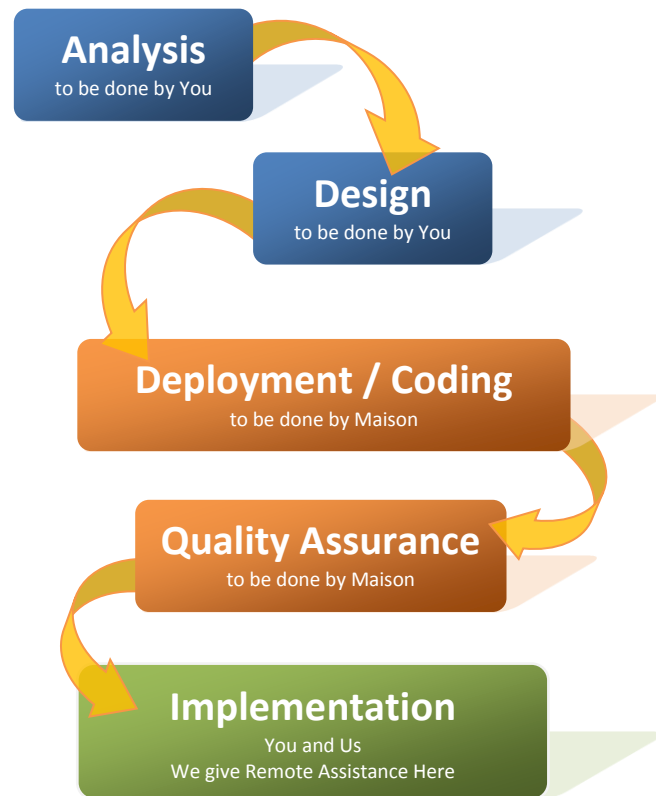 Analysis
to be done by You
Design
to be done by You
Deployment / Coding
to be done by Maison
Quality Assurance
to be done by Maison
Implementation
You and Us
We give Remote Assistance Here